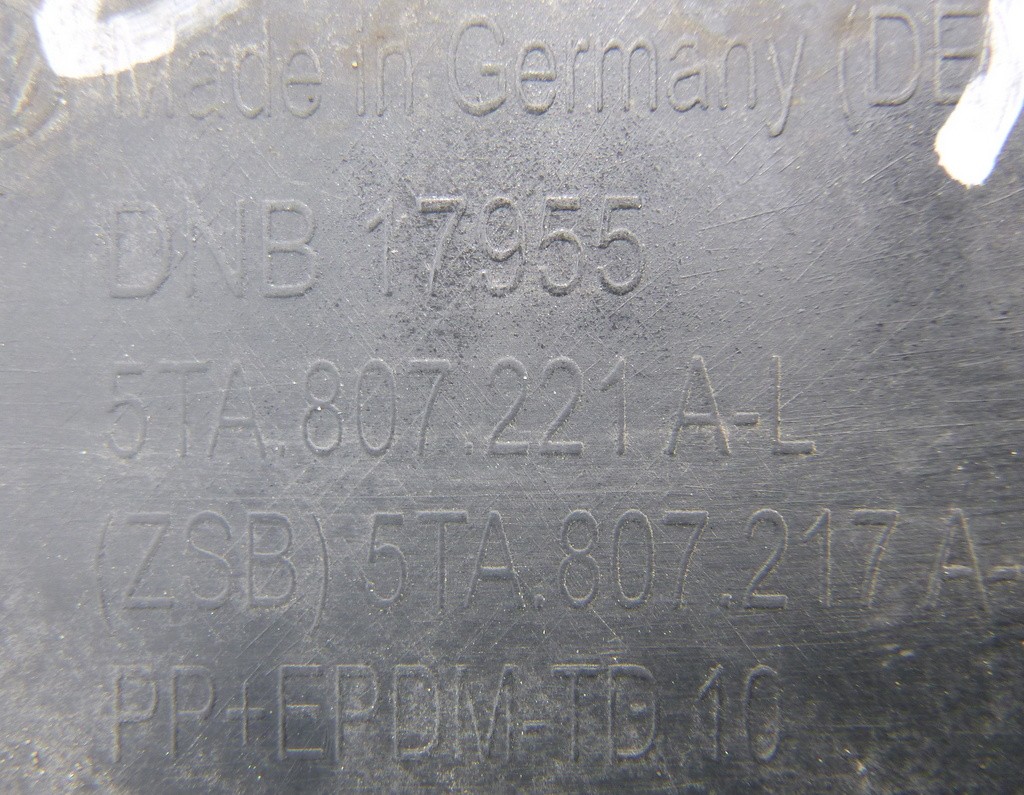 Made in Germany (DE
DNB 17955
5TA.807.221 A-L
(ZSB) 5TA.807.217 A-
PP+EPDM-TD 10